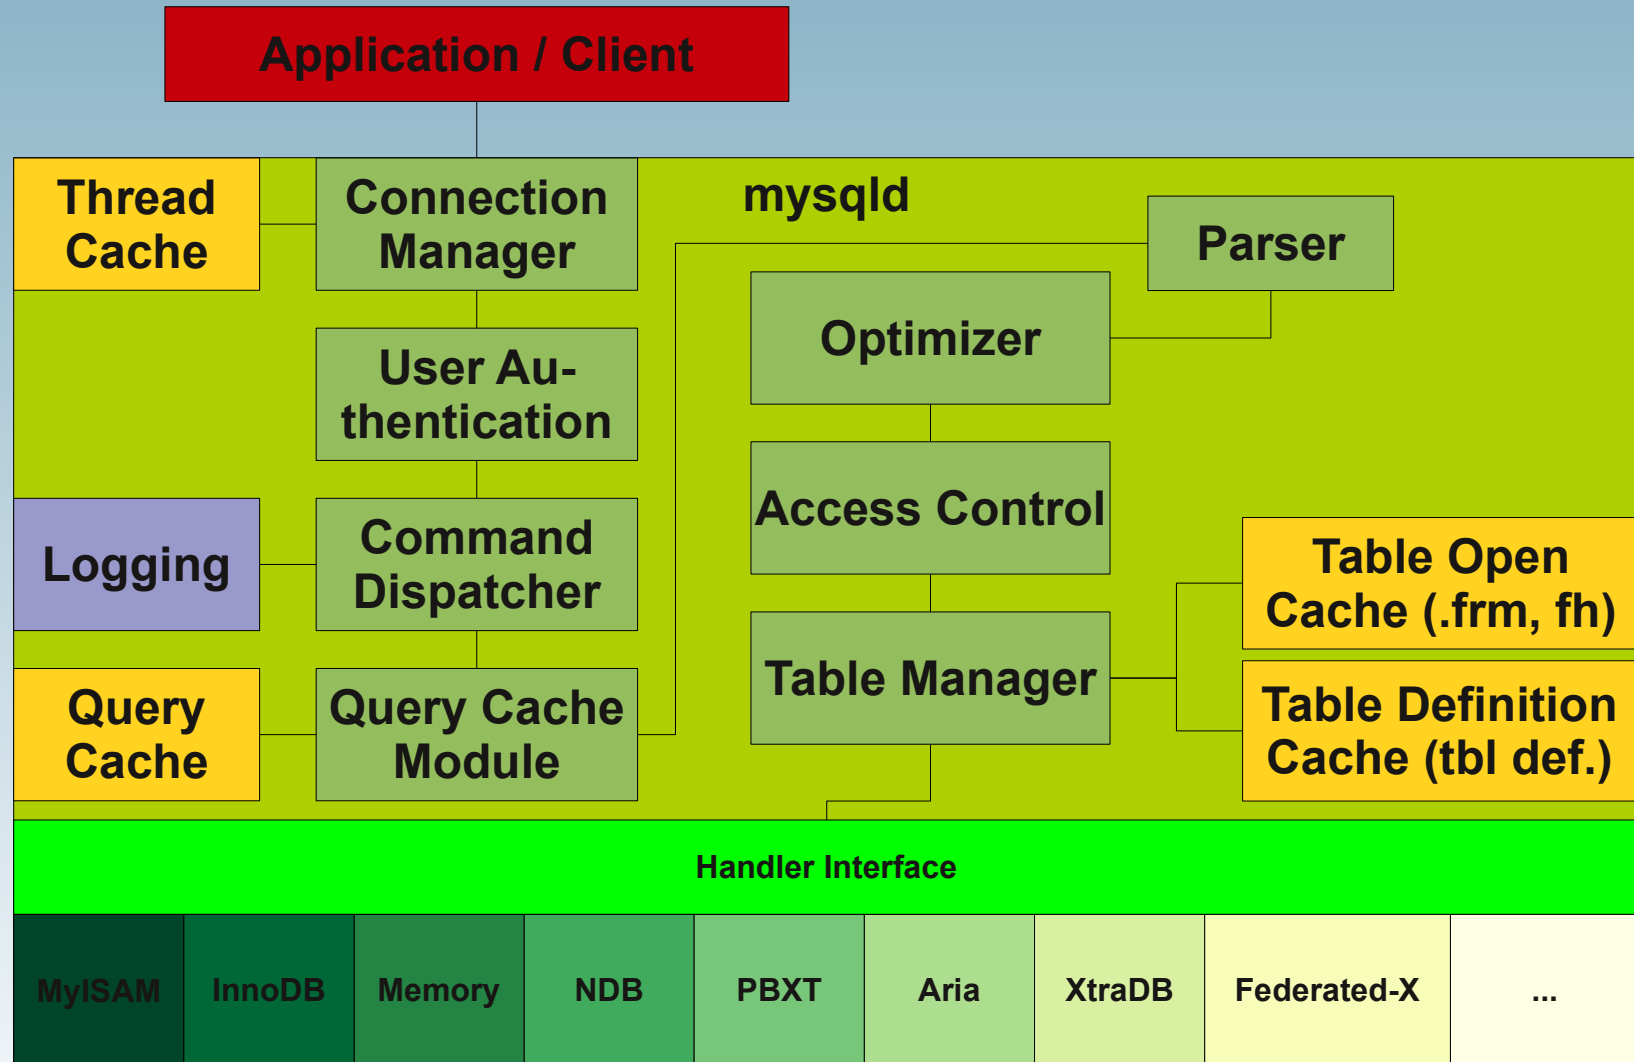 Application / Client
Thread
Cache
Connection
Manager
mysqld
Parser
Optimizer
User Au-
thentication
Access Control
Logging
Command
Dispatcher
Table Open
Cache (.frm, fh)
Query
Cache
Query Cache
Module
Table Manager
Table Definition
Cache (tbl def.)
Handler Interface
MyISAM
InnoDB
Memory
NDB
PBXT
Aria
XtraDB
Federated-X
...